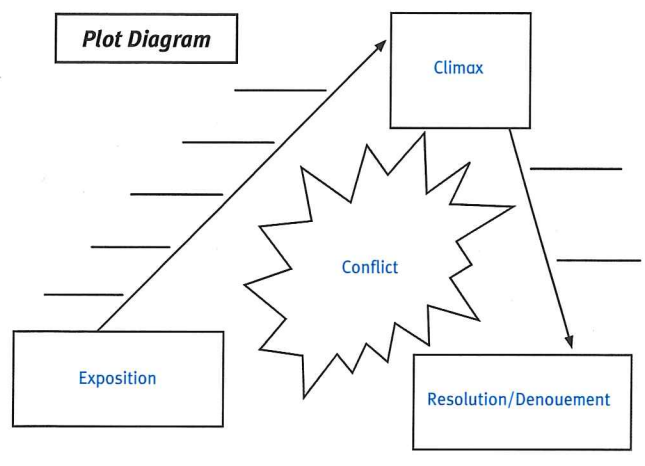 Plot Diagram
Climax
Conflict
Exposition
Resolution/Denouement